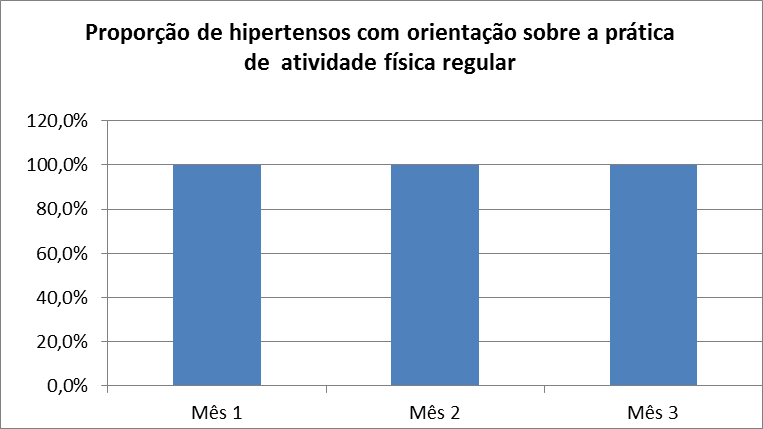 Proporção de hipertensos com orientação sobre a prática
de atividade física regular
120,0%
100,0%
80,0%
60,0%
40,0%
20,0%
0,0%
Mês 1 Mês 2 Mês 3